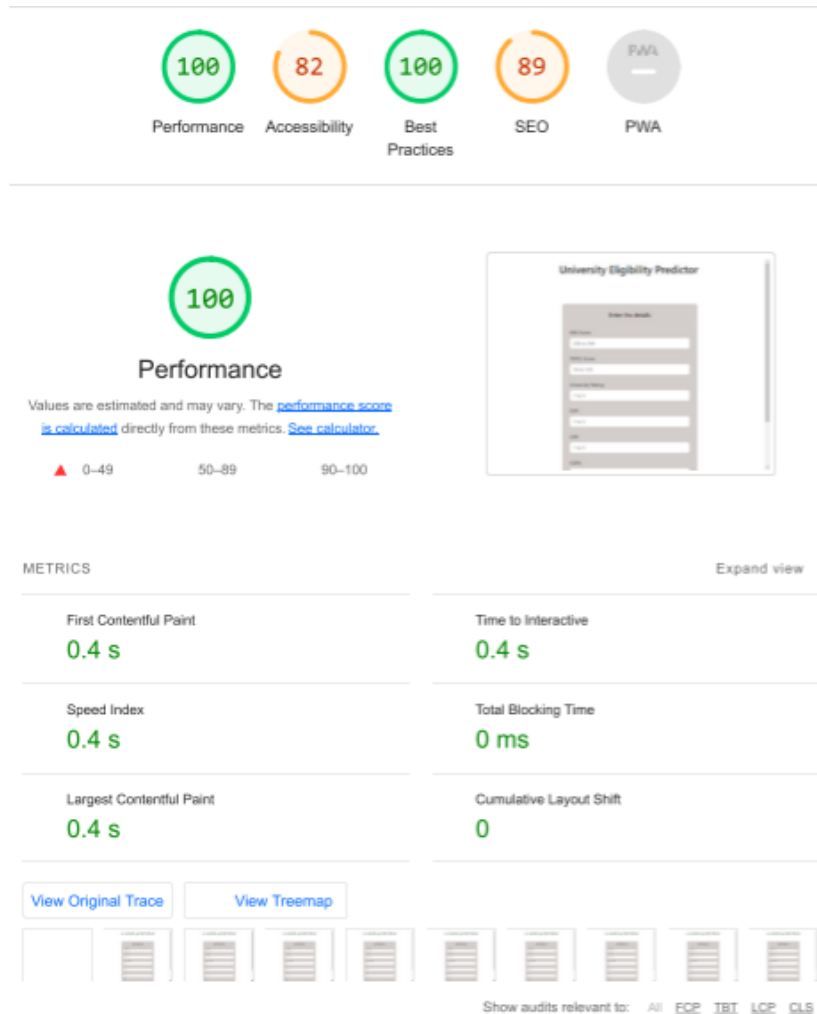 100 82 100 89 PWA
Performance Accessibility Best Practices SEO PWA
100
Performance
Values are estimated and may vary. The performance score
is calculated directly from these metrics. See calculator.
0–49 50–89 90–100
University Eligibility Predictor
Enter the details
METRICS
Expand view
First Contentful Paint
0.4 s
Time to Interactive
0.4 s
Speed Index
0.4 s
Total Blocking Time
0 ms
Largest Contentful Paint
0.4 s
Cumulative Layout Shift
0
View Original Trace View Treemap
Show audits relevant to: All FCP TBT LCP CLS